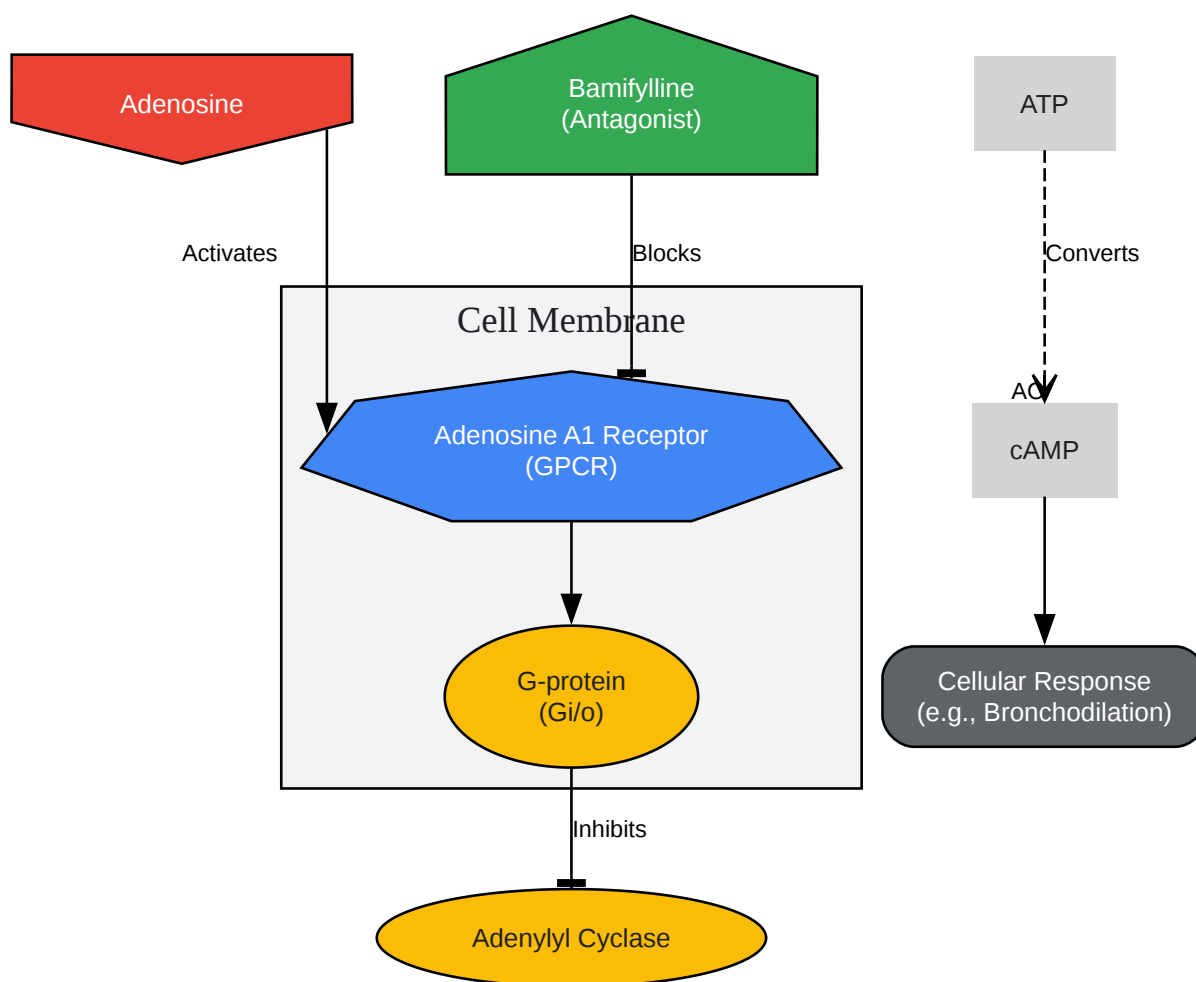 Adenosine
Bamifylline
(Antagonist)
ATP
Activates
Blocks
Converts
Cell Membrane
AC
Adenosine A1 Receptor
(GPCR)
cAMP
G-protein
(Gi/o)
Cellular Response
(e.g., Bronchodilation)
Inhibits
Adenylyl Cyclase